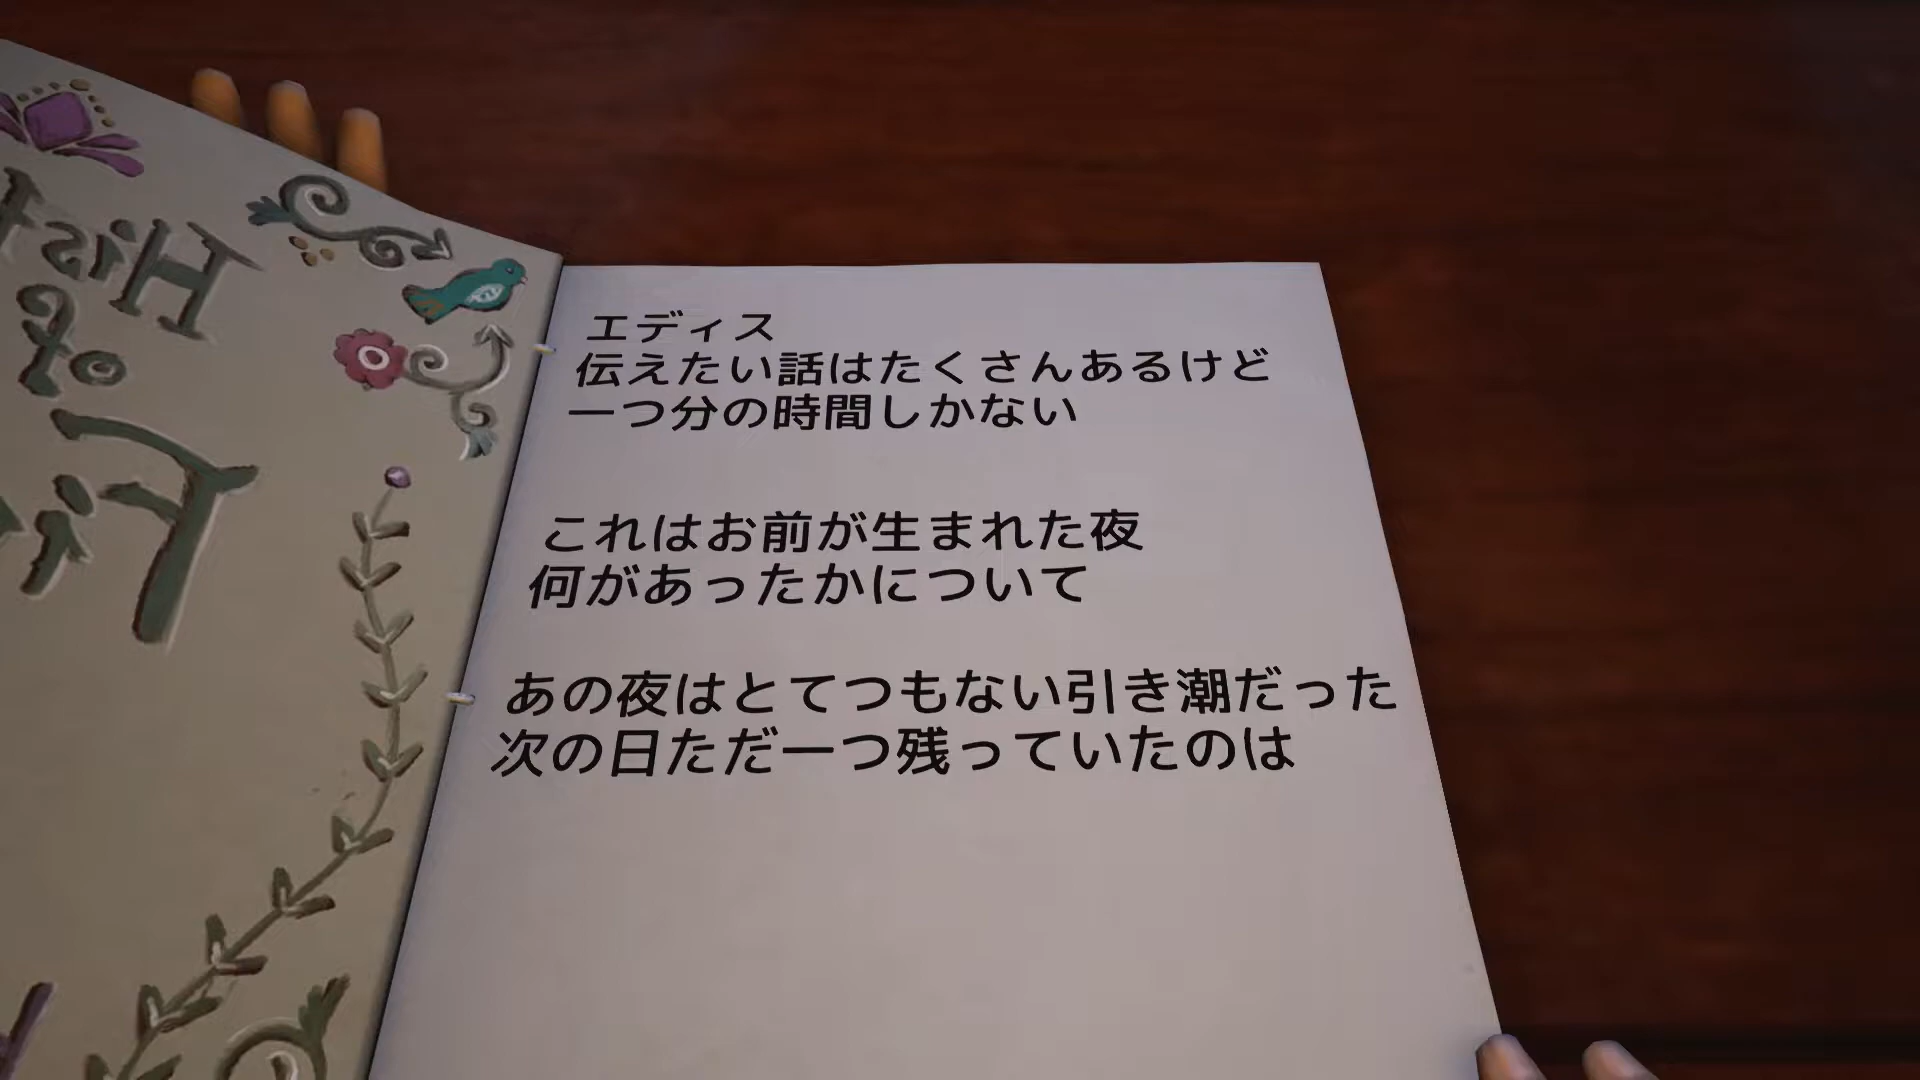 エディス
伝えたい話はたくさんあるけど
一つ分の時間しかない
これはお前が生まれた夜
何があったかについて
あの夜はとてつもない引き潮だった
次の日ただ一つ残っていたのは